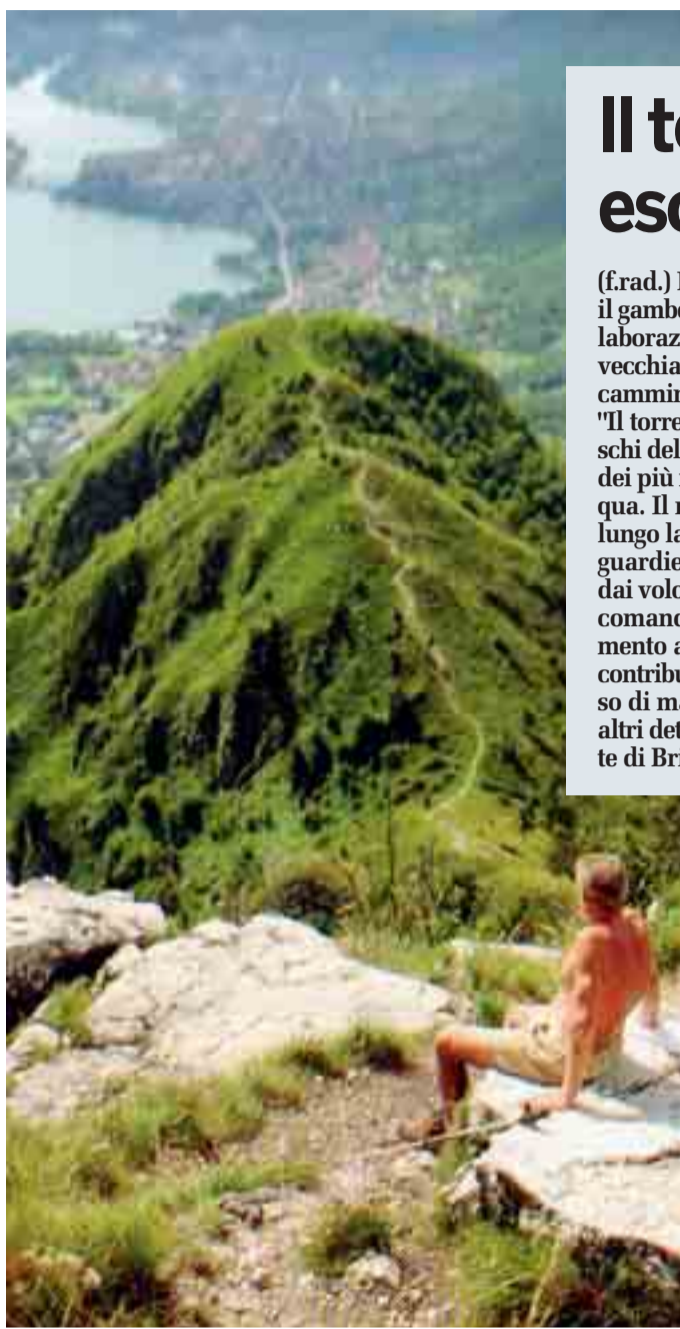 Il t
esc
(f.rad.)
il gamb
laboraz
vecchia
cammin
"Il torre
schi del
dei più
qua. Il
lungo la
guardie
dai volo
comand
mento a
contribu
so di ma
altri det
te di Bri